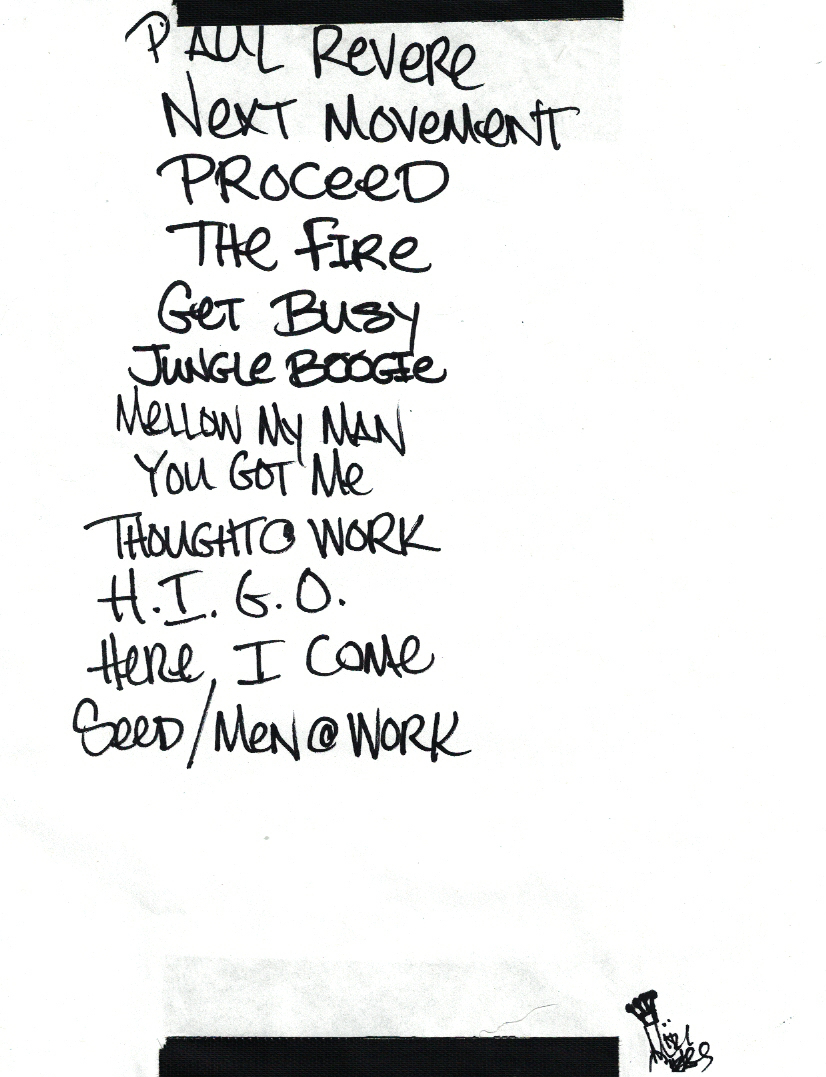 PAUL REVERE
NEXT MOVEMENT
PROCEED
THE FIRE
GET BUSY
JUNGLE BOOGIE
MELLOW MY MAN
YOU GOT ME
THOUGHT@WORK
H.I.G.O.
HERE, I COME
SEED/MEN@WORK